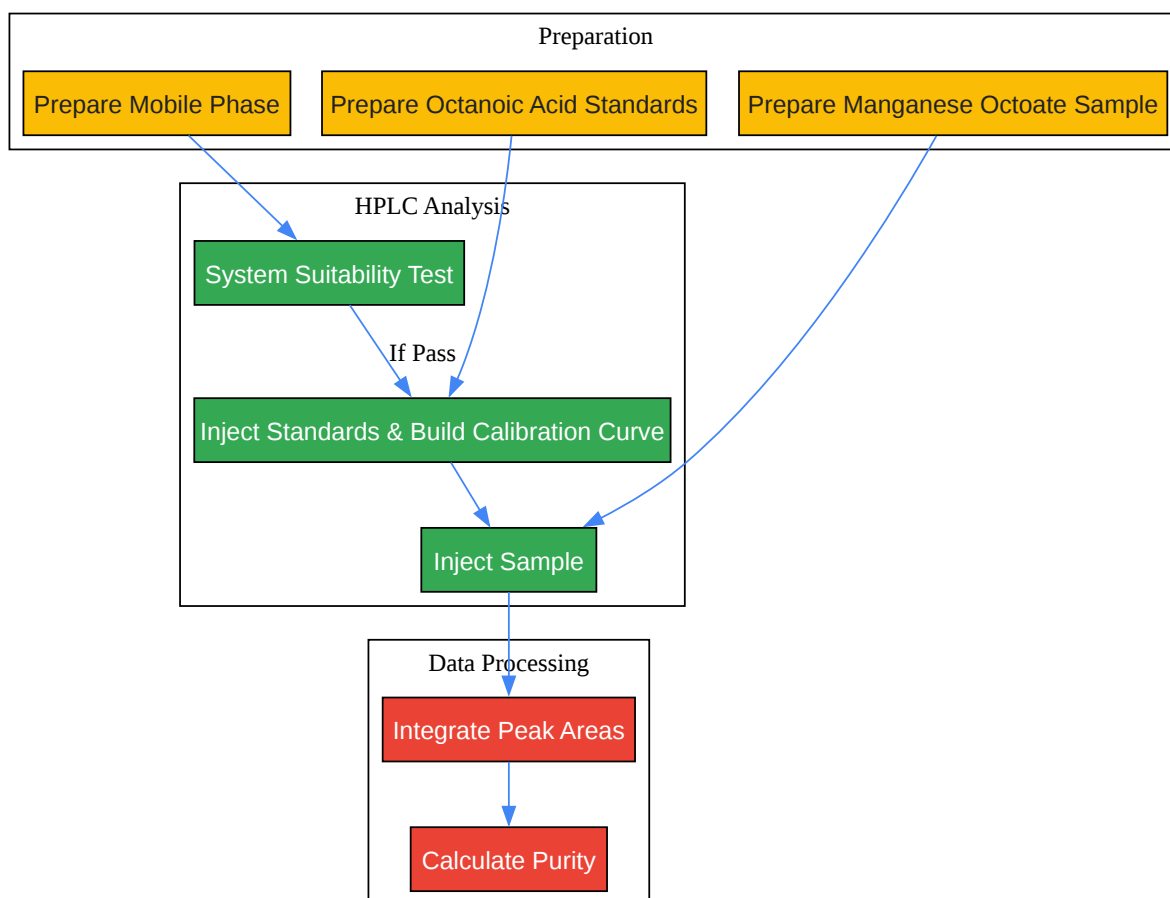 Preparation
Prepare Mobile Phase
Prepare Octanoic Acid Standards
Prepare Manganese Octoate Sample
HPLC Analysis
System Suitability Test
If Pass
Inject Standards & Build Calibration Curve
Inject Sample
Data Processing
Integrate Peak Areas
Calculate Purity